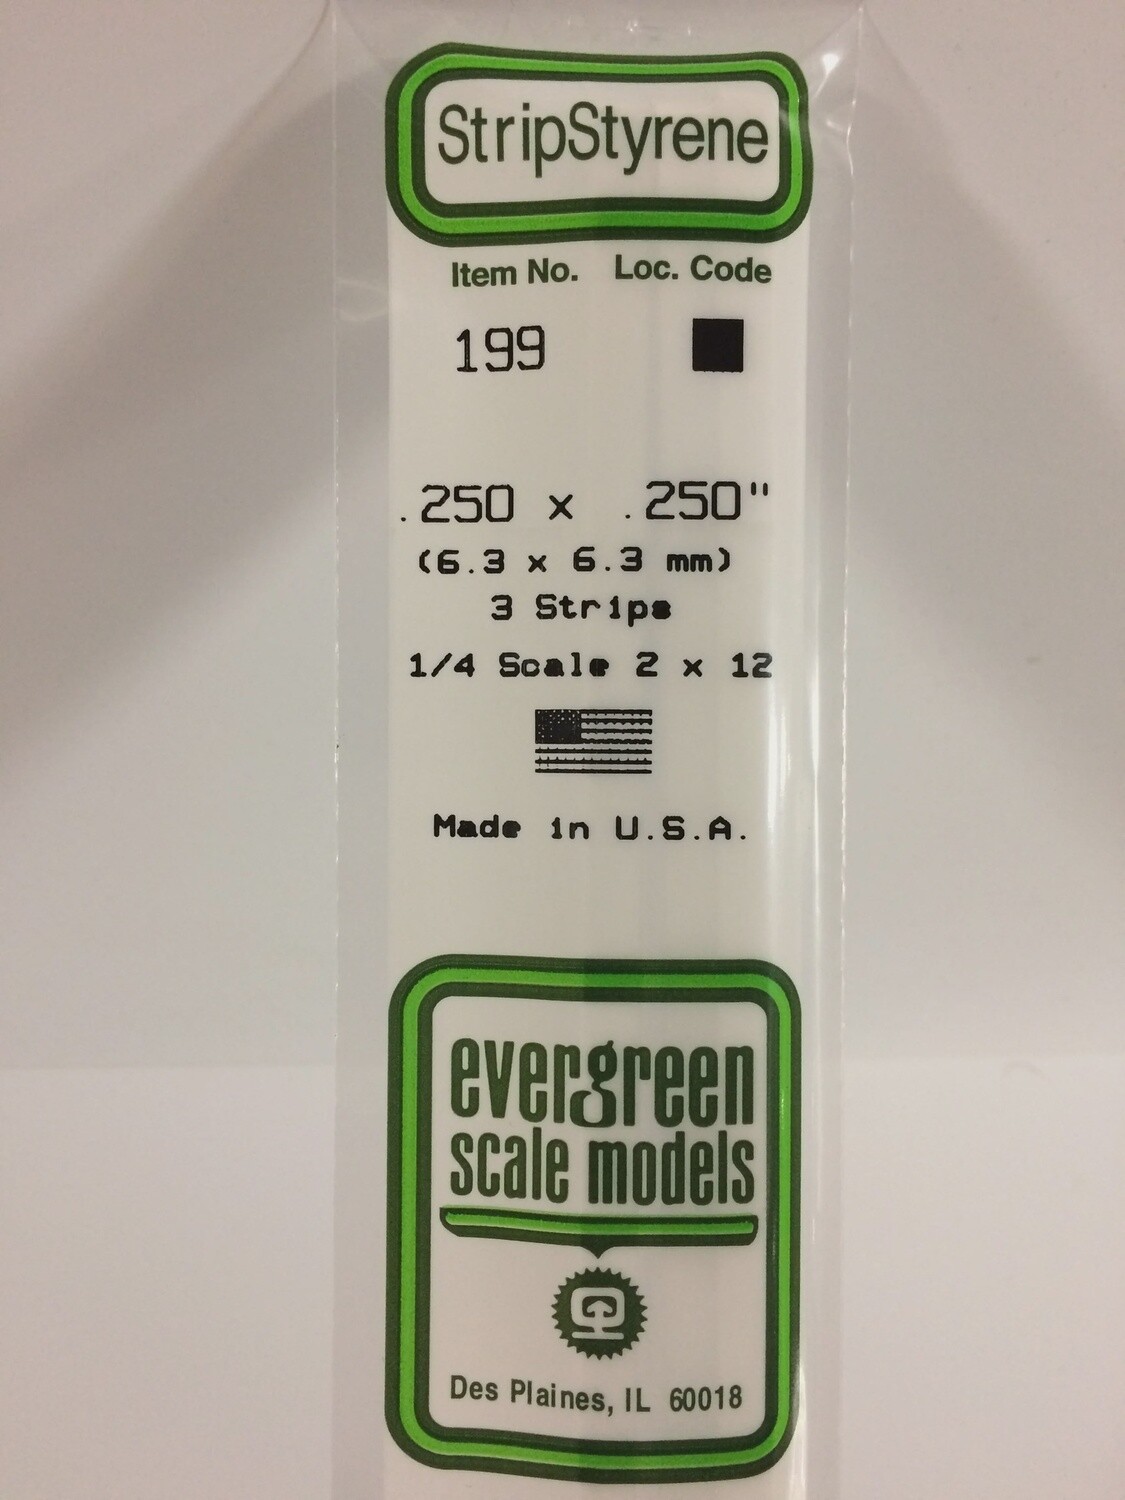 StripStyrene
Item No. Loc. Code
199
.250 x .250"
(6.3 x 6.3 mm)
3 Strips
1/4 Scale 2 x 12
Made in U.S.A.
evergreen
scale models
Des Plaines, IL 60018